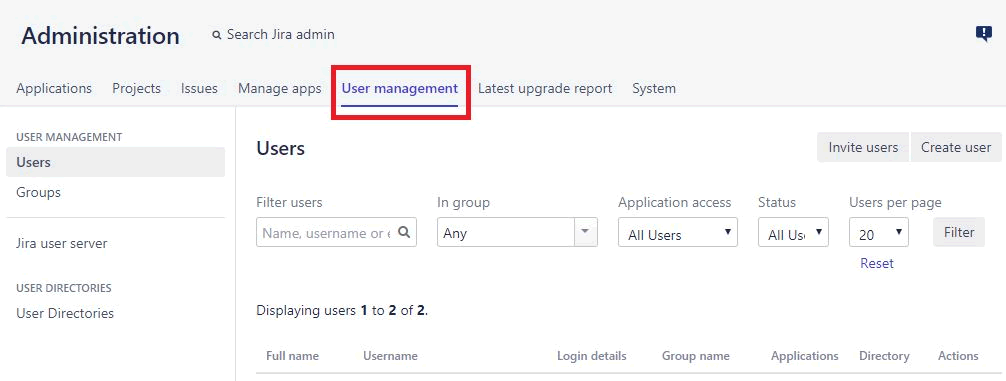 Administration
Search Jira admin
Applications Projects Issues Manage apps User management Latest upgrade report System
USER MANAGEMENT
Users
Groups
Jira user server
USER DIRECTORIES
User Directories
Users
Invite users Create user
Filter users In group Application access Status Users per page
Name, username or e Any All Users All Us 20 Filter
Reset
Displaying users 1 to 2 of 2.
Full name Username Login details Group name Applications Directory Actions